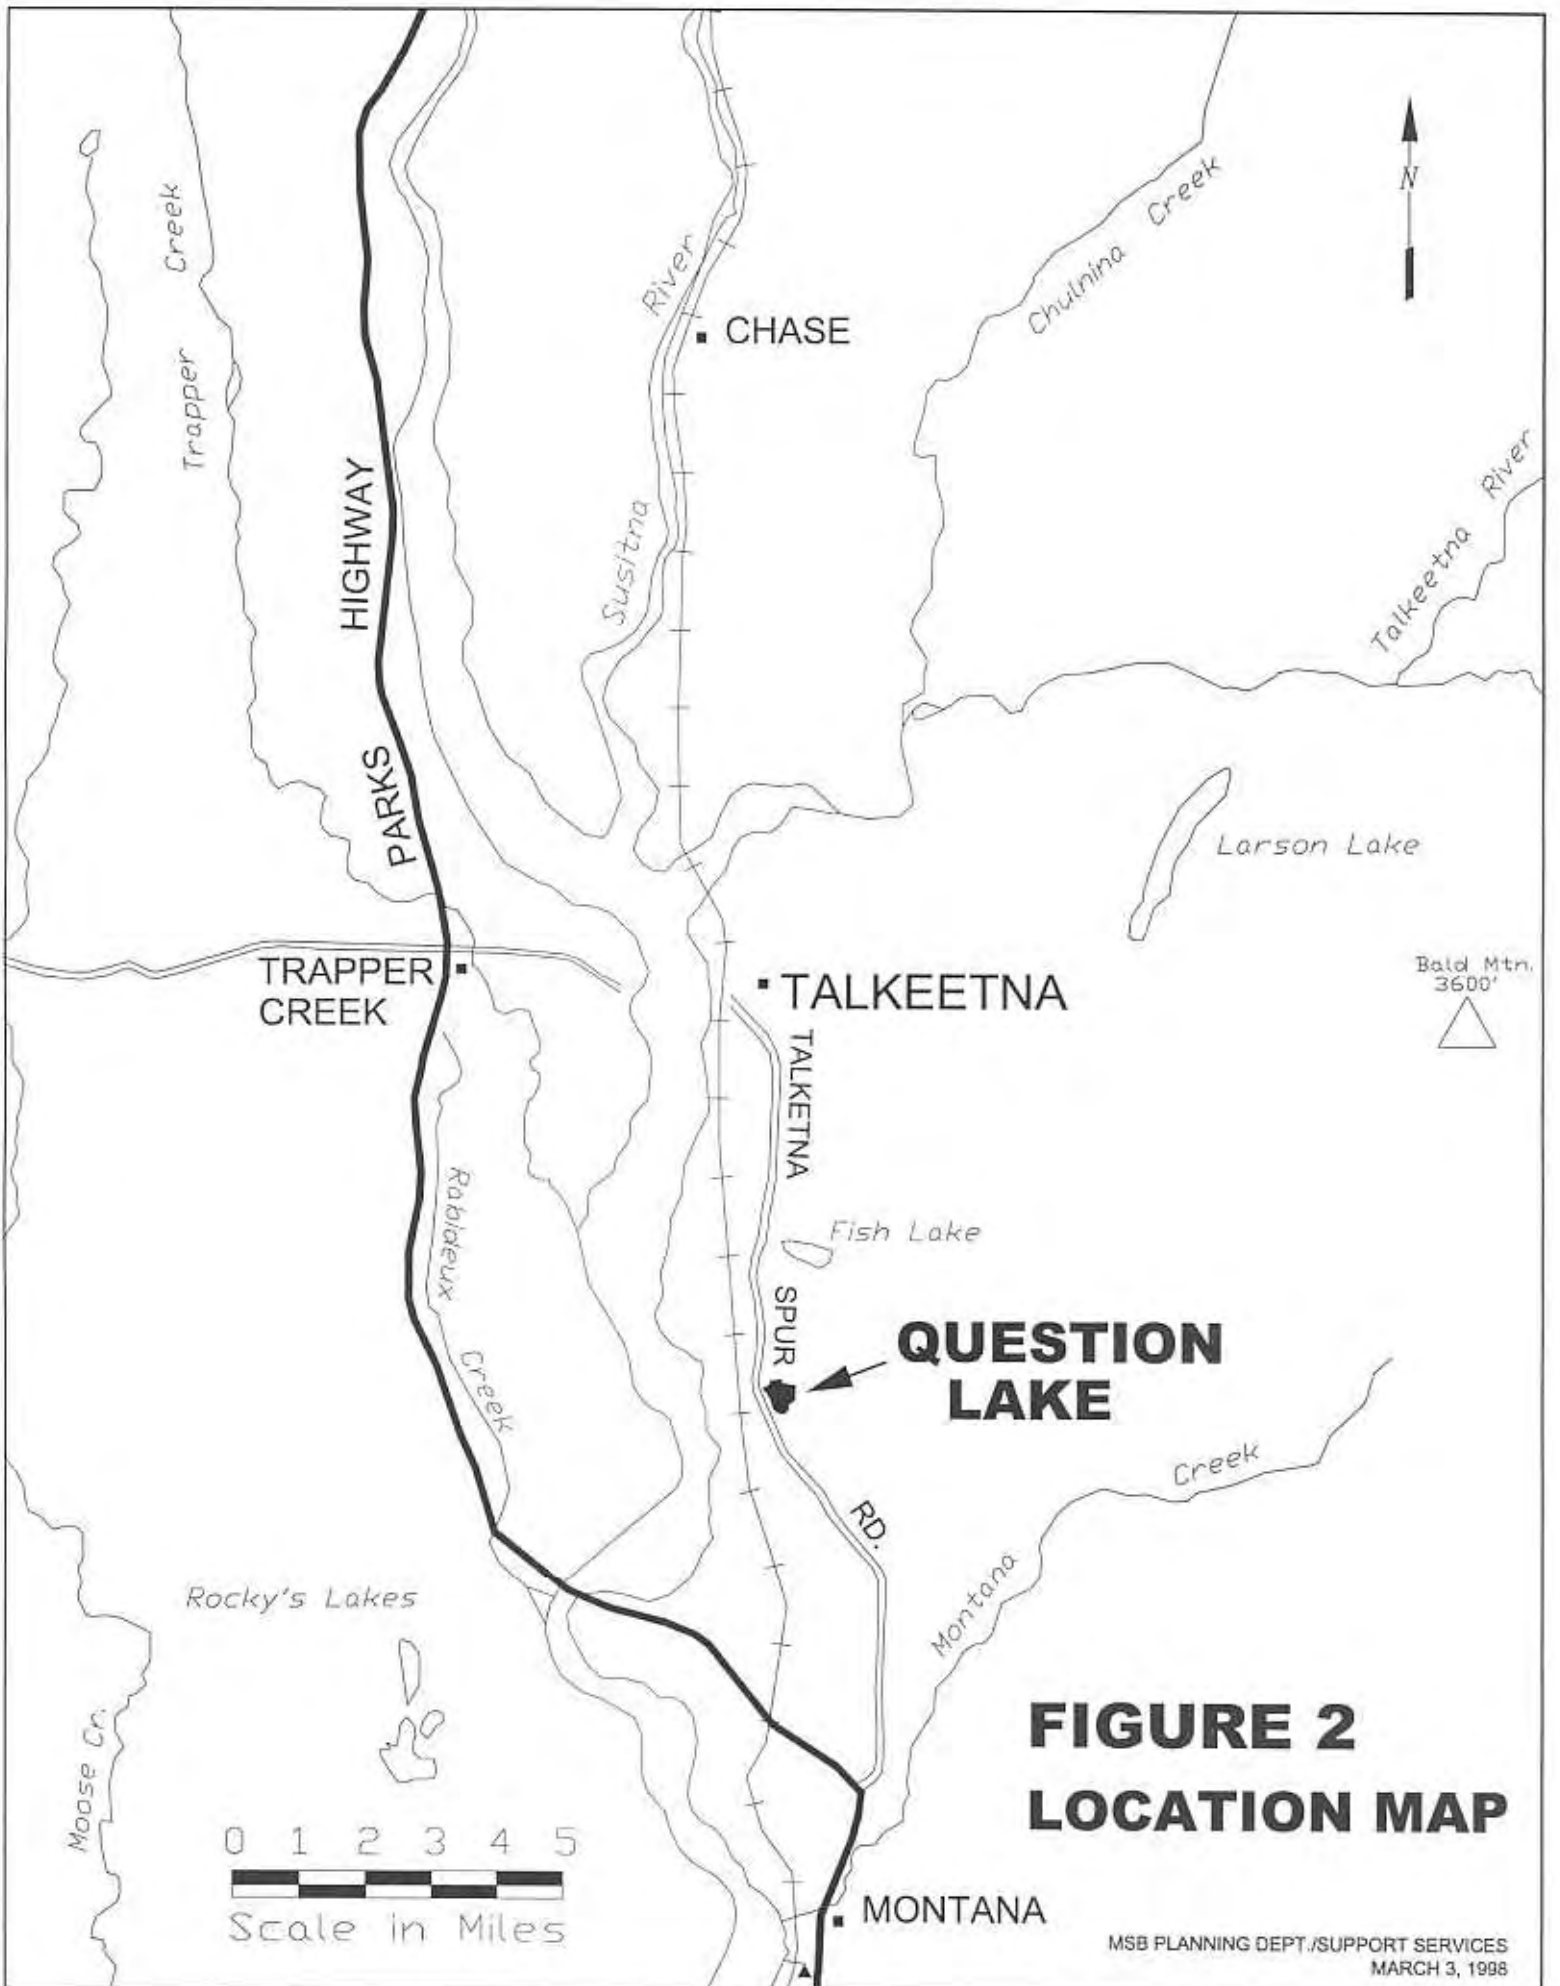 N
Trapper Creek
River
Susitna
CHASE
Chulnina Creek
Talkeetna River
HIGHWAY
PARKS
Larson Lake
Bald Mtn.
3600'
TRAPPER
CREEK
TALKEETNA
TALKETNA
SPUR
RD.
Rabideux
Creek
Fish Lake
QUESTION
LAKE
Montana Creek
Rocky's Lakes
Moose Cr.
FIGURE 2
LOCATION MAP
0 1 2 3 4 5
Scale in Miles
MONTANA
MSB PLANNING DEPT./SUPPORT SERVICES
MARCH 3, 1998